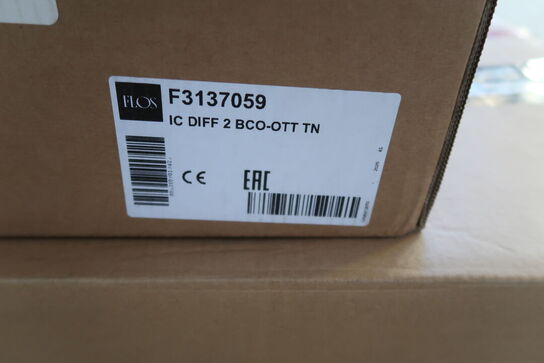 FLOS
F3137059
IC DIFF 2 BCO-OTT TN
CE
EAC